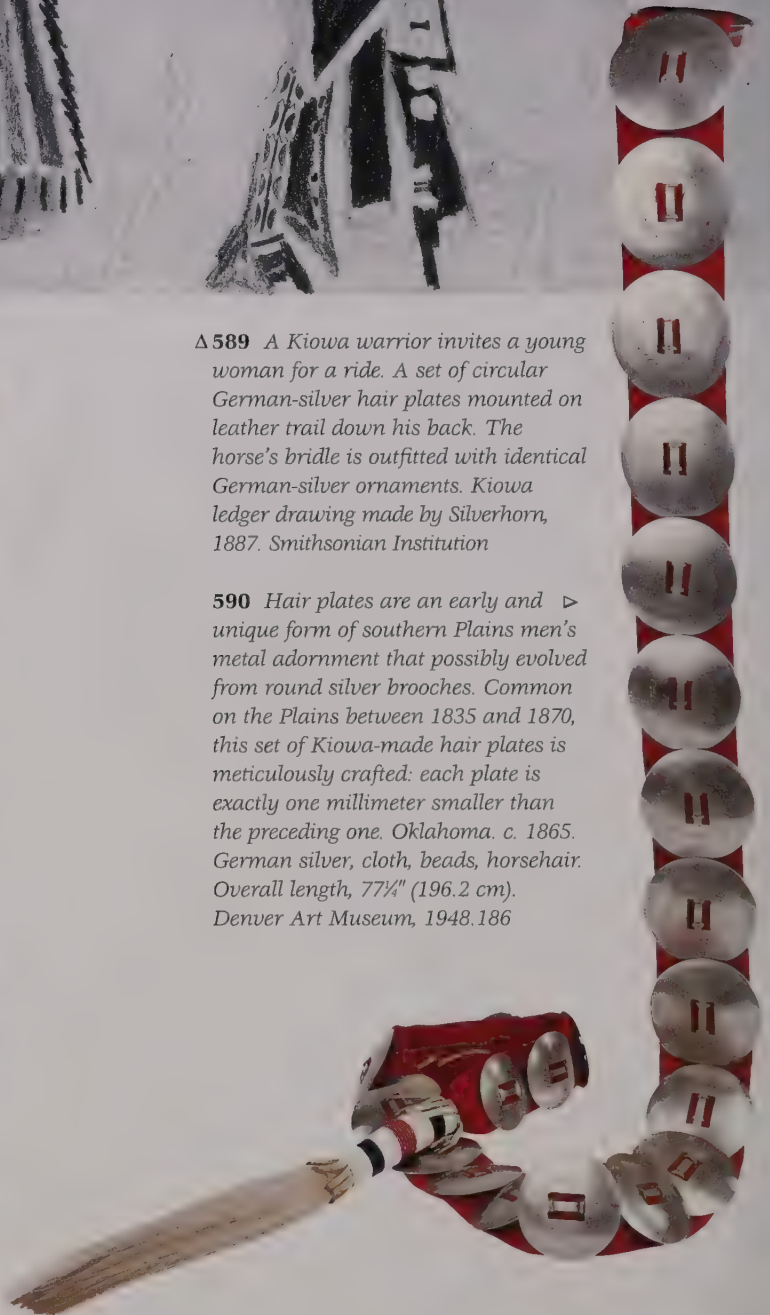 ∆ 589 A Kiowa warrior invites a young
woman for a ride. A set of circular
German-silver hair plates mounted on
leather trail down his back. The
horse's bridle is outfitted with identical
German-silver ornaments. Kiowa
ledger drawing made by Silverhorn,
1887. Smithsonian Institution
590 Hair plates are an early and ▷
unique form of southern Plains men's
metal adornment that possibly evolved
from round silver brooches. Common
on the Plains between 1835 and 1870,
this set of Kiowa-made hair plates is
meticulously crafted: each plate is
exactly one millimeter smaller than
the preceding one. Oklahoma. c. 1865.
German silver, cloth, beads, horsehair.
Overall length, 77¼" (196.2 cm).
Denver Art Museum, 1948.186